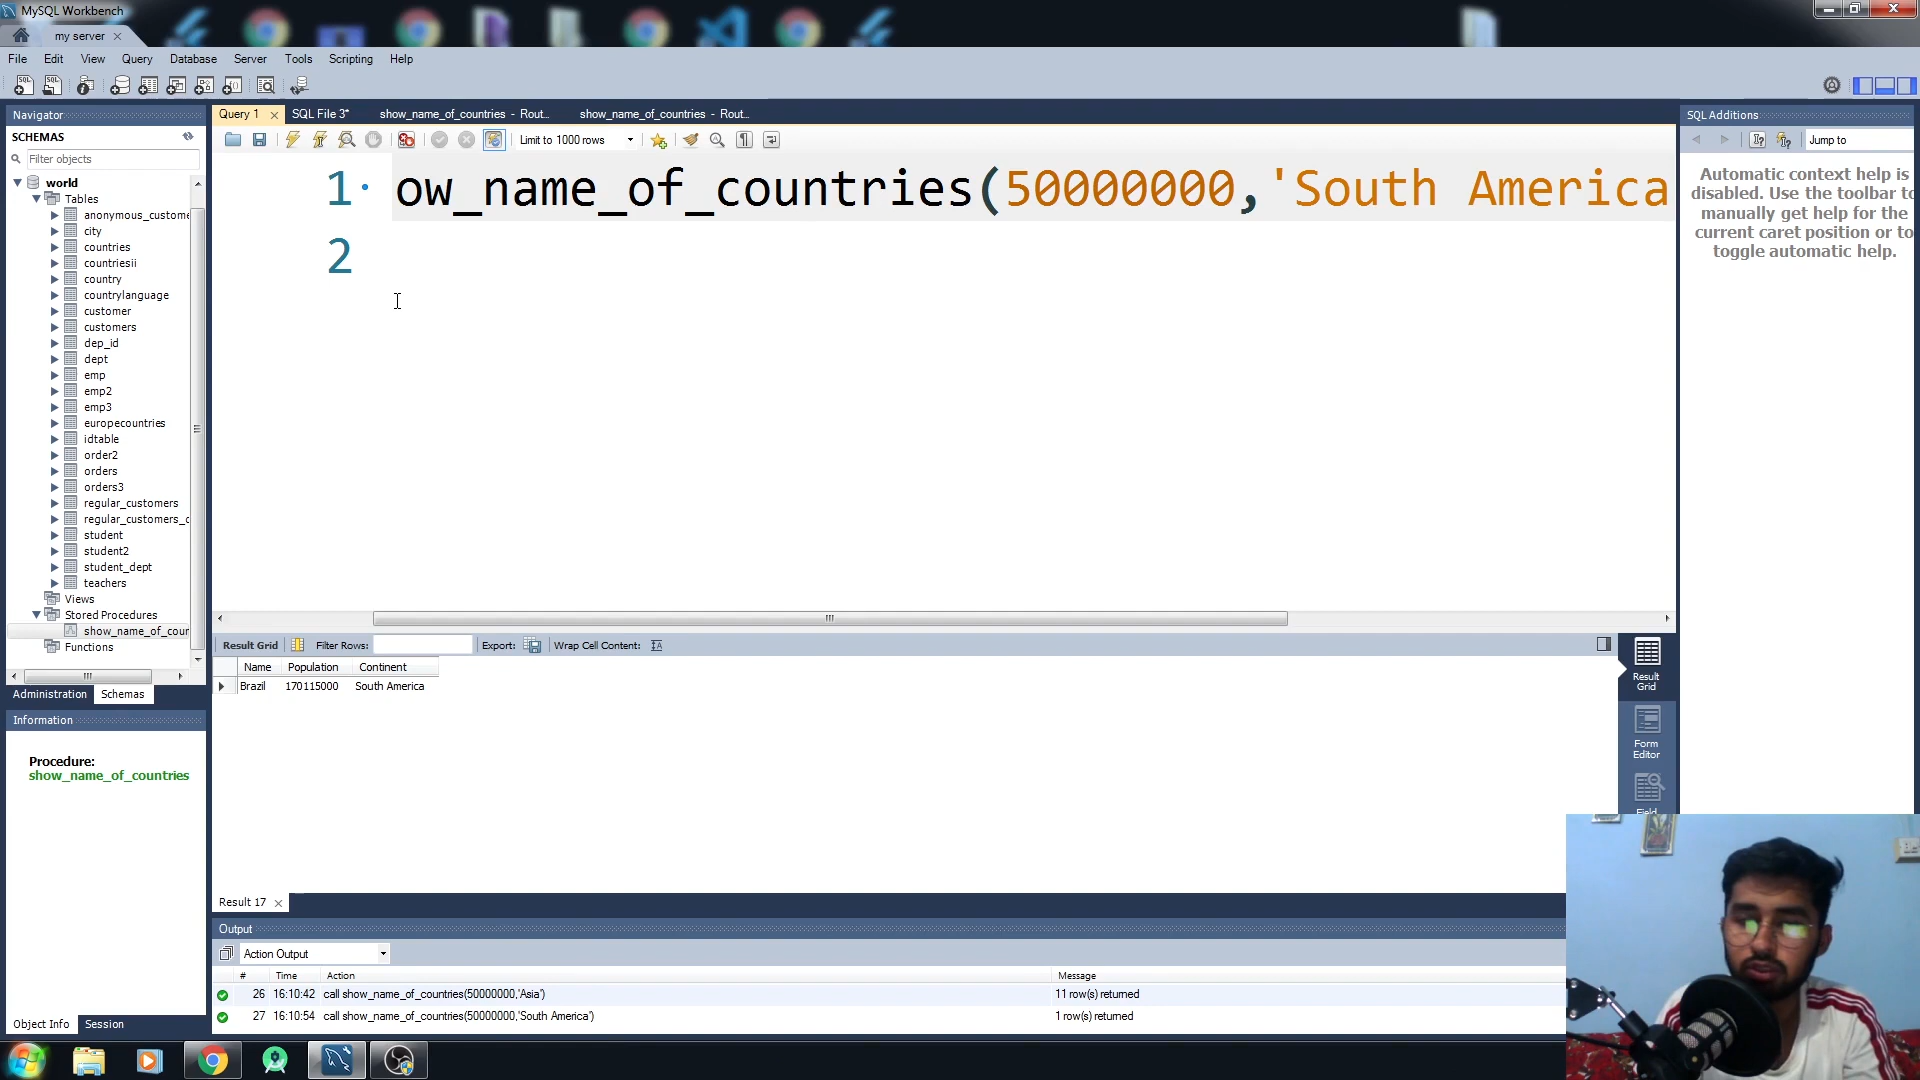 MySQL Workbench
my server
File Edit View Query Database Server Tools Scripting Help
Navigator
SCHEMAS
Filter objects
world
Tables
anonymous_custome
city
countries
countriesii
country
countrylanguage
customer
customers
dep_id
dept
emp
emp2
emp3
europecountries
idtable
order2
orders
orders3
regular_customers
regular_customers_c
student
student2
student_dept
teachers
Views
Stored Procedures
show_name_of_cour
Functions
Administration Schemas
Information
Procedure:
show_name_of_countries
Object Info Session
Query 1 SQL File 3* show_name_of_countries - Rout... show_name_of_countries - Rout...
Limit to 1000 rows
1 ow_name_of_countries(50000000,'South America
2
Result Grid Filter Rows: Export: Wrap Cell Content:
Name Population Continent
Brazil 170115000 South America
Result Grid
Form Editor
Field
Result 17
Output
Action Output
# Time Action Message
26 16:10:42 call show_name_of_countries(50000000,'Asia') 11 row(s) returned
27 16:10:54 call show_name_of_countries(50000000,'South America') 1 row(s) returned
SQL Additions
Jump to
Automatic context help is
disabled. Use the toolbar to
manually get help for the
current caret position or to
toggle automatic help.